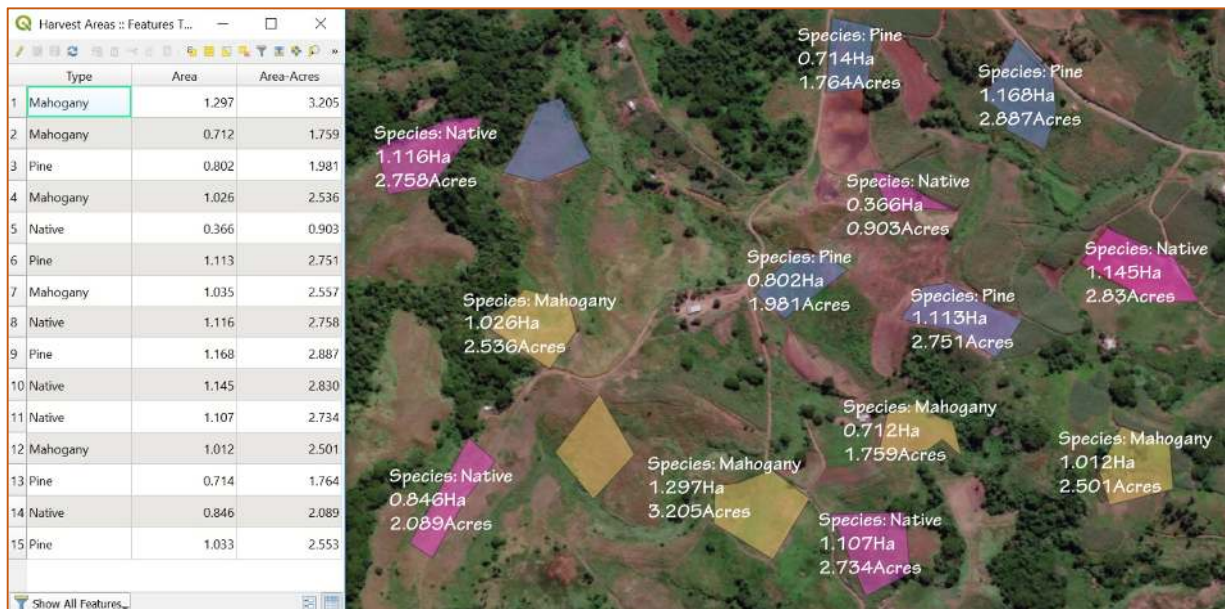 Harvest Areas :: Features T...
Type Area Area-Acres
1 Mahogany 1.297 3.205
2 Mahogany 0.712 1.759
3 Pine 0.802 1.981
4 Mahogany 1.026 2.536
5 Native 0.366 0.903
6 Pine 1.113 2.751
7 Mahogany 1.035 2.557
8 Native 1.116 2.758
9 Pine 1.168 2.887
10 Native 1.145 2.830
11 Native 1.107 2.734
12 Mahogany 1.012 2.501
13 Pine 0.714 1.764
14 Native 0.846 2.089
15 Pine 1.033 2.553
Show All Features
Species: Pine
0.714Ha
1.764Acres
Species: Pine
1.168Ha
2.887Acres
Species: Native
1.116Ha
2.758Acres
Species: Native
0.366Ha
0.903Acres
Species: Native
1.145Ha
2.83Acres
Species: Pine
0.802Ha
1.981Acres
Species: Pine
1.113Ha
2.751Acres
Species: Mahogany
1.026Ha
2.536Acres
Species: Mahogany
0.712Ha
1.759Acres
Species: Mahogany
1.012Ha
2.501Acres
Species: Mahogany
1.297Ha
3.205Acres
Species: Native
0.846Ha
2.089Acres
Species: Native
1.107Ha
2.734Acres